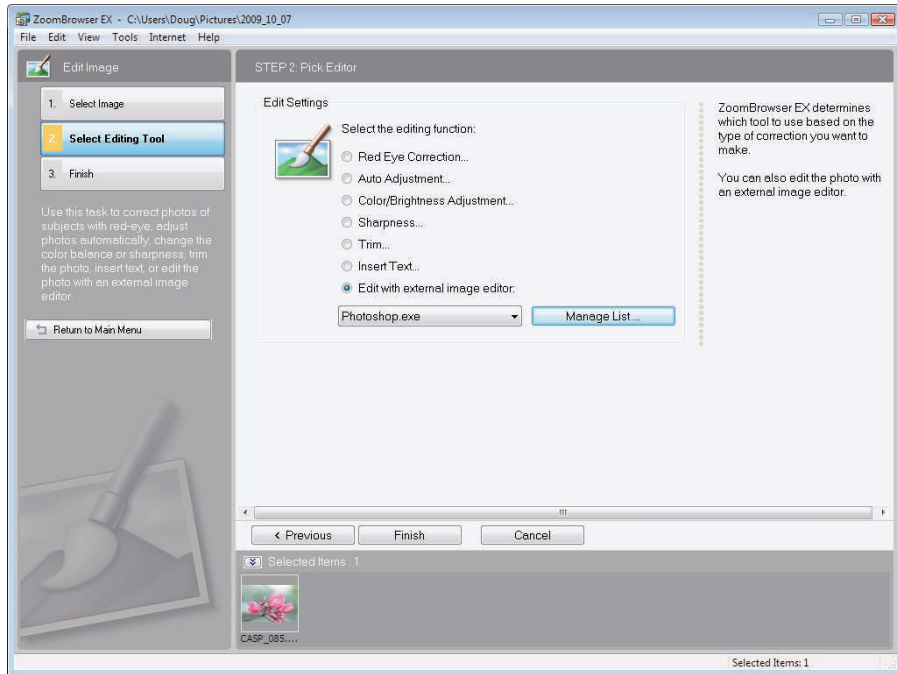 ZoomBrowser EX - C:\Users\Doug\Pictures\2009_10_07
File Edit View Tools Internet Help
Edit Image
1. Select Image
2. Select Editing Tool
3. Finish
Use this task to correct photos of
subjects with red-eye, adjust
photos automatically, change the
color balance or sharpness, trim
the photo, insert text, or edit the
photo with an external image
editor.
Return to Main Menu
STEP 2: Pick Editor
Edit Settings
Select the editing function:
Red Eye Correction...
Auto Adjustment...
Color/Brightness Adjustment...
Sharpness...
Trim...
Insert Text...
Edit with external image editor:
Photoshop.exe Manage List...
ZoomBrowser EX determines
which tool to use based on the
type of correction you want to
make.
You can also edit the photo with
an external image editor.
< Previous Finish Cancel
Selected Items : 1
CASP_085....
Selected Items: 1